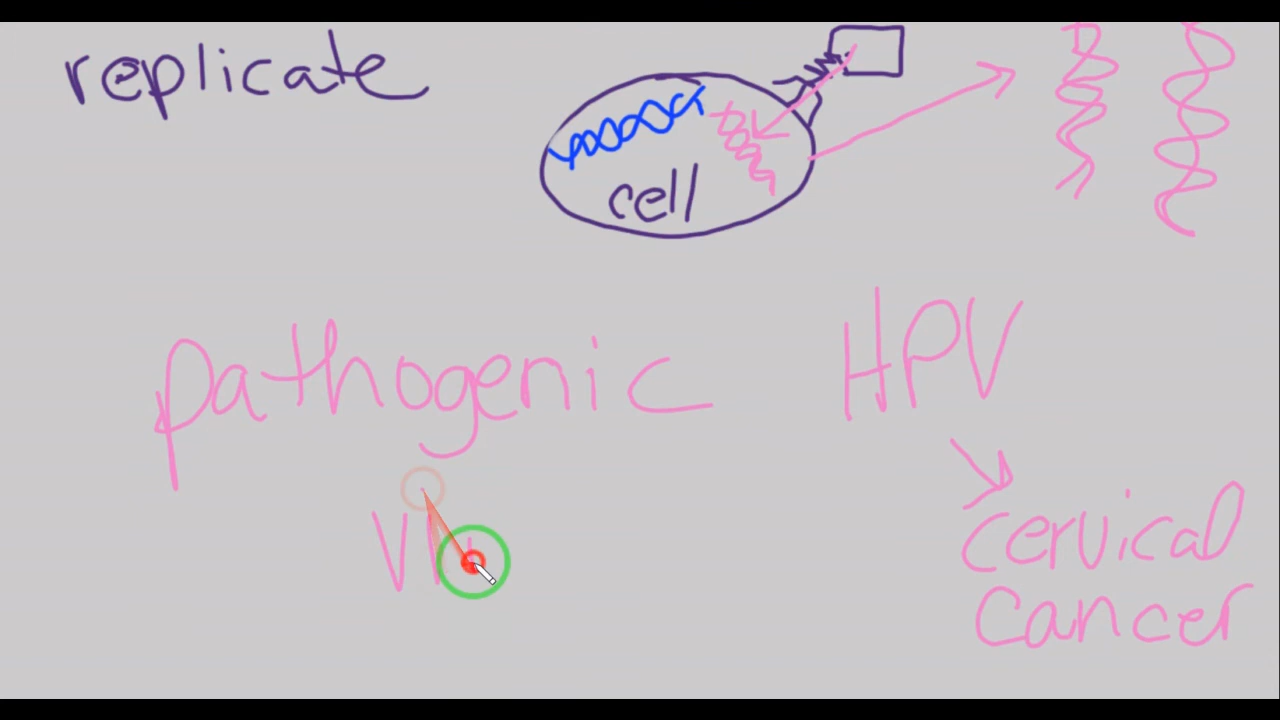 replicate
cell
pathogenic HPV
cervical
cancer